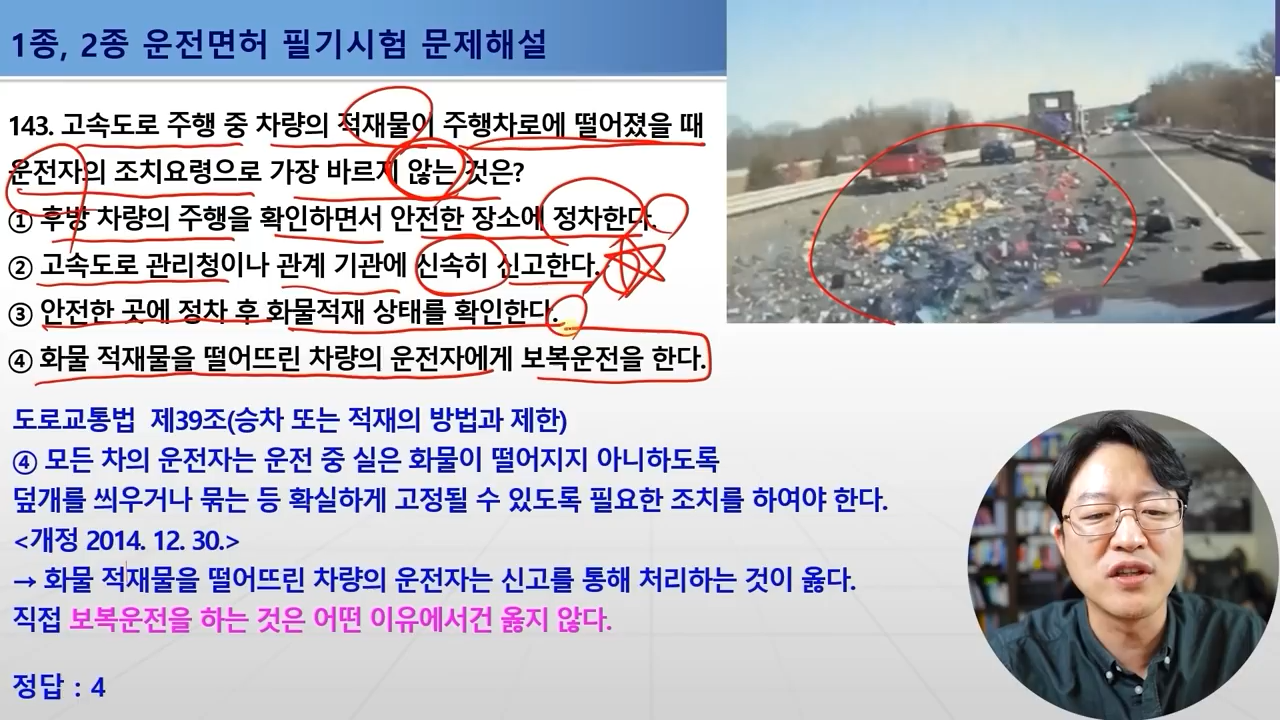 1종, 2종 운전면허 필기시험 문제해설
143. 고속도로 주행 중 차량의 적재물이 주행차로에 떨어졌을 때
운전자의 조치요령으로 가장 바르지 않는 것은?
① 후방 차량의 주행을 확인하면서 안전한 장소에 정차한다.
② 고속도로 관리청이나 관계 기관에 신속히 신고한다.
③ 안전한 곳에 정차 후 화물적재 상태를 확인한다.
④ 화물 적재물을 떨어뜨린 차량의 운전자에게 보복운전을 한다.
도로교통법 제39조(승차 또는 적재의 방법과 제한)
④ 모든 차의 운전자는 운전 중 실은 화물이 떨어지지 아니하도록
덮개를 씌우거나 묶는 등 확실하게 고정될 수 있도록 필요한 조치를 하여야 한다.
<개정 2014. 12. 30.>
→ 화물 적재물을 떨어뜨린 차량의 운전자는 신고를 통해 처리하는 것이 옳다.
직접 보복운전을 하는 것은 어떤 이유에서건 옳지 않다.
정답 : 4